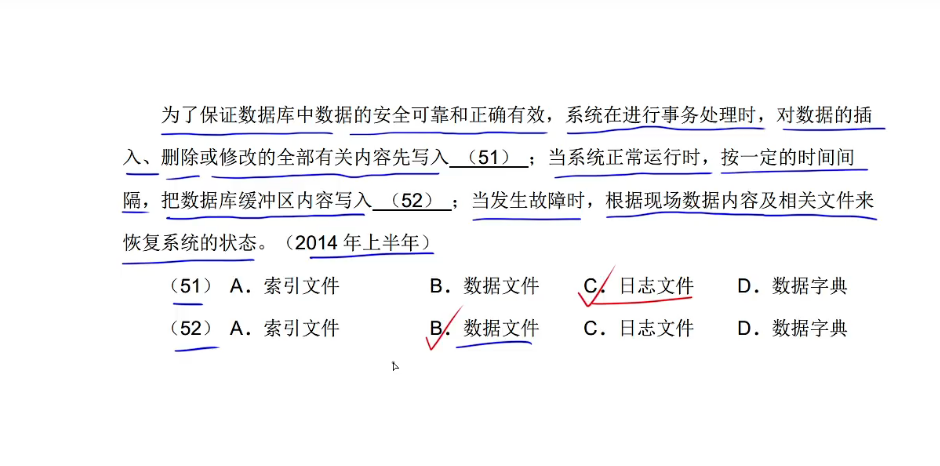 为了保证数据库中数据的安全可靠和正确有效，系统在进行事务处理时，对数据的插
入、删除或修改的全部有关内容先写入（51）；当系统正常运行时，按一定的时间间
隔，把数据库缓冲区内容写入（52）；当发生故障时，根据现场数据内容及相关文件来
恢复系统的状态。（2014 年上半年）
（51）A．索引文件 B．数据文件 C．日志文件 D．数据字典
（52）A．索引文件 B．数据文件 C．日志文件 D．数据字典